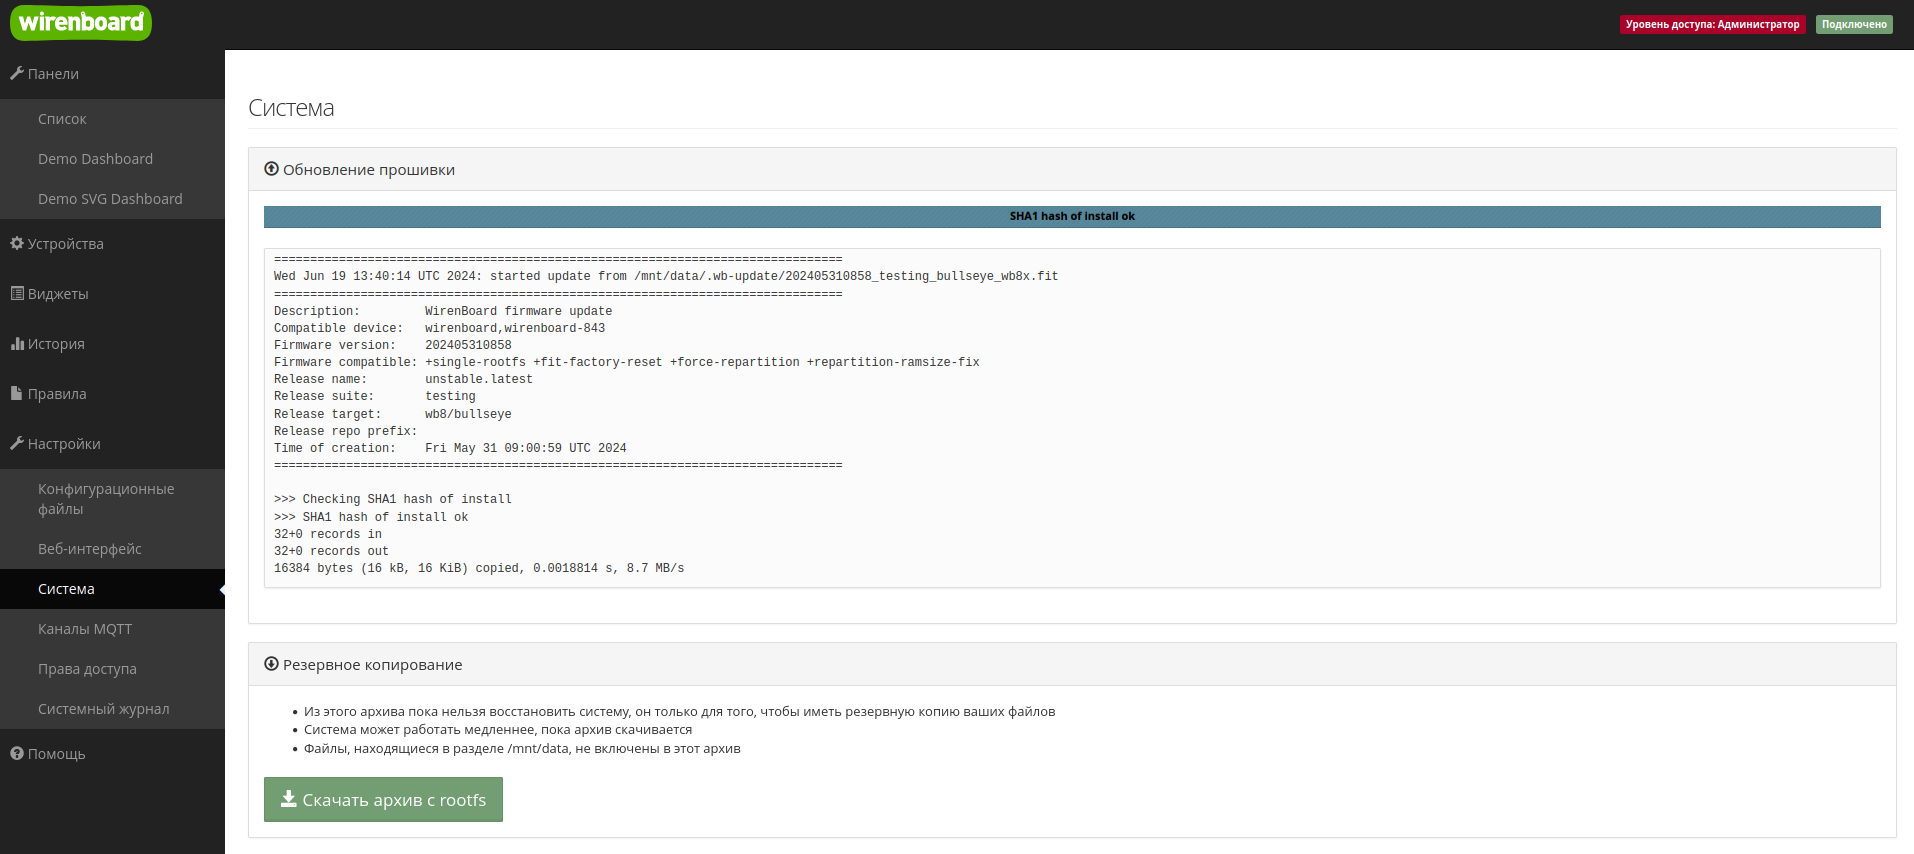 wirenboard
Уровень доступа: Администратор
Подключено
Панели
Список
Demo Dashboard
Demo SVG Dashboard
Устройства
Виджеты
История
Правила
Настройки
Конфигурационные
файлы
Веб-интерфейс
Система
Каналы MQTT
Права доступа
Системный журнал
Помощь
Система
Обновление прошивки
SHA1 hash of install ok
===============================================================================
Wed Jun 19 13:40:14 UTC 2024: started update from /mnt/data/.wb-update/202405310858_testing_bullseye_wb8x.fit
===============================================================================
Description:         WirenBoard firmware update
Compatible device:   wirenboard,wirenboard-843
Firmware version:    202405310858
Firmware compatible: +single-rootfs +fit-factory-reset +force-repartition +repartition-ramsize-fix
Release name:        unstable.latest
Release suite:       testing
Release target:      wb8/bullseye
Release repo prefix:
Time of creation:    Fri May 31 09:00:59 UTC 2024
===============================================================================
>>> Checking SHA1 hash of install
>>> SHA1 hash of install ok
32+0 records in
32+0 records out
16384 bytes (16 kB, 16 KiB) copied, 0.0018814 s, 8.7 MB/s
Резервное копирование
• Из этого архива пока нельзя восстановить систему, он только для того, чтобы иметь резервную копию ваших файлов
• Система может работать медленнее, пока архив скачивается
• Файлы, находящиеся в разделе /mnt/data, не включены в этот архив
Скачать архив с rootfs